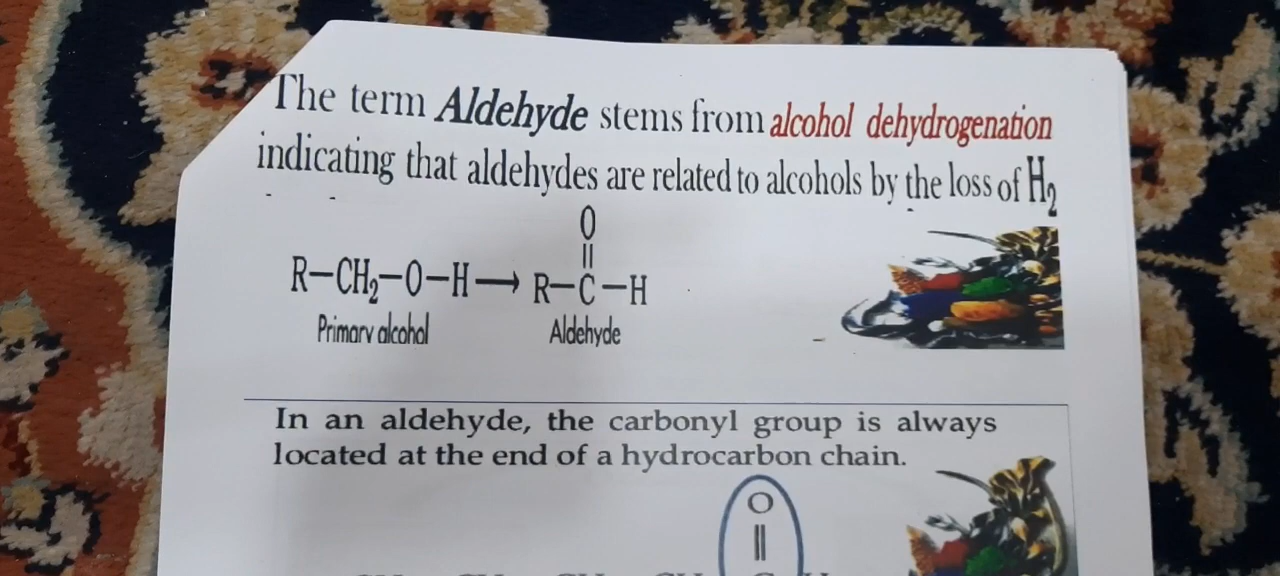 The term Aldehyde stems from alcohol dehydrogenation
indicating that aldehydes are related to alcohols by the loss of H₂
O
||
R—CH₂—O—H⟶ R—C—H
Primary alcohol Aldehyde
In an aldehyde, the carbonyl group is always
located at the end of a hydrocarbon chain.
O
||